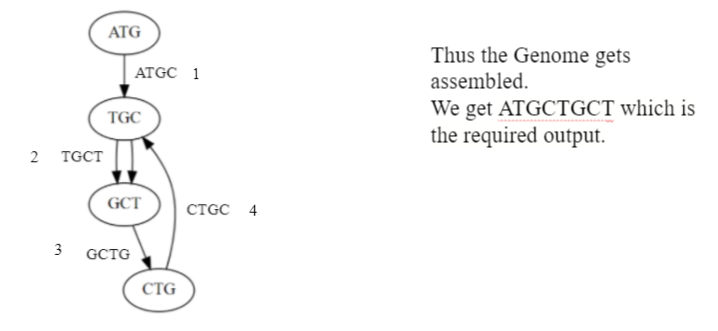 ATG
ATGC 1
TGC
2 TGCT
GCT
CTGC 4
3 GCTG
CTG
Thus the Genome gets
assembled.
We get ATGCTGCT which is
the required output.